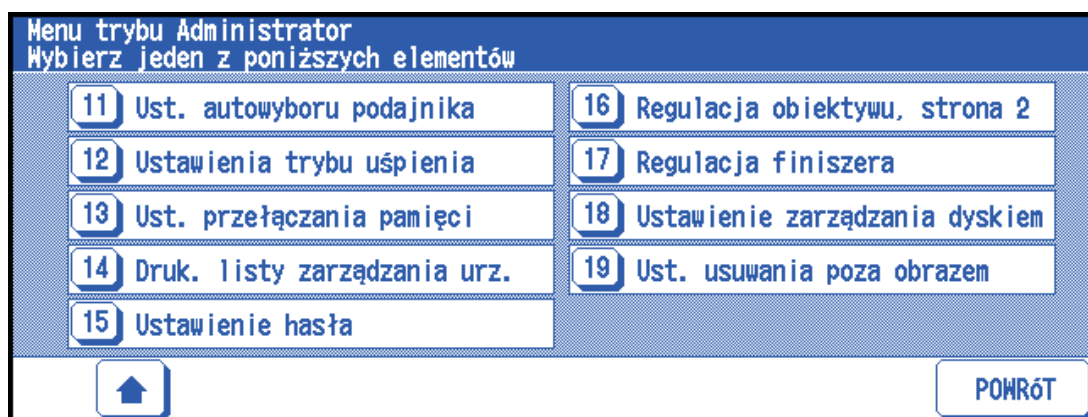 Menu trybu Administrator
Wybierz jeden z poniższych elementów
11 Ust. autowyboru podajnika
12 Ustawienia trybu uśpienia
13 Ust. przełączania pamięci
14 Druk. listy zarządzania urz.
15 Ustawienie hasła
16 Regulacja obiektywu, strona 2
17 Regulacja finiszera
18 Ustawienie zarządzania dyskiem
19 Ust. usuwania poza obrazem
POWRóT